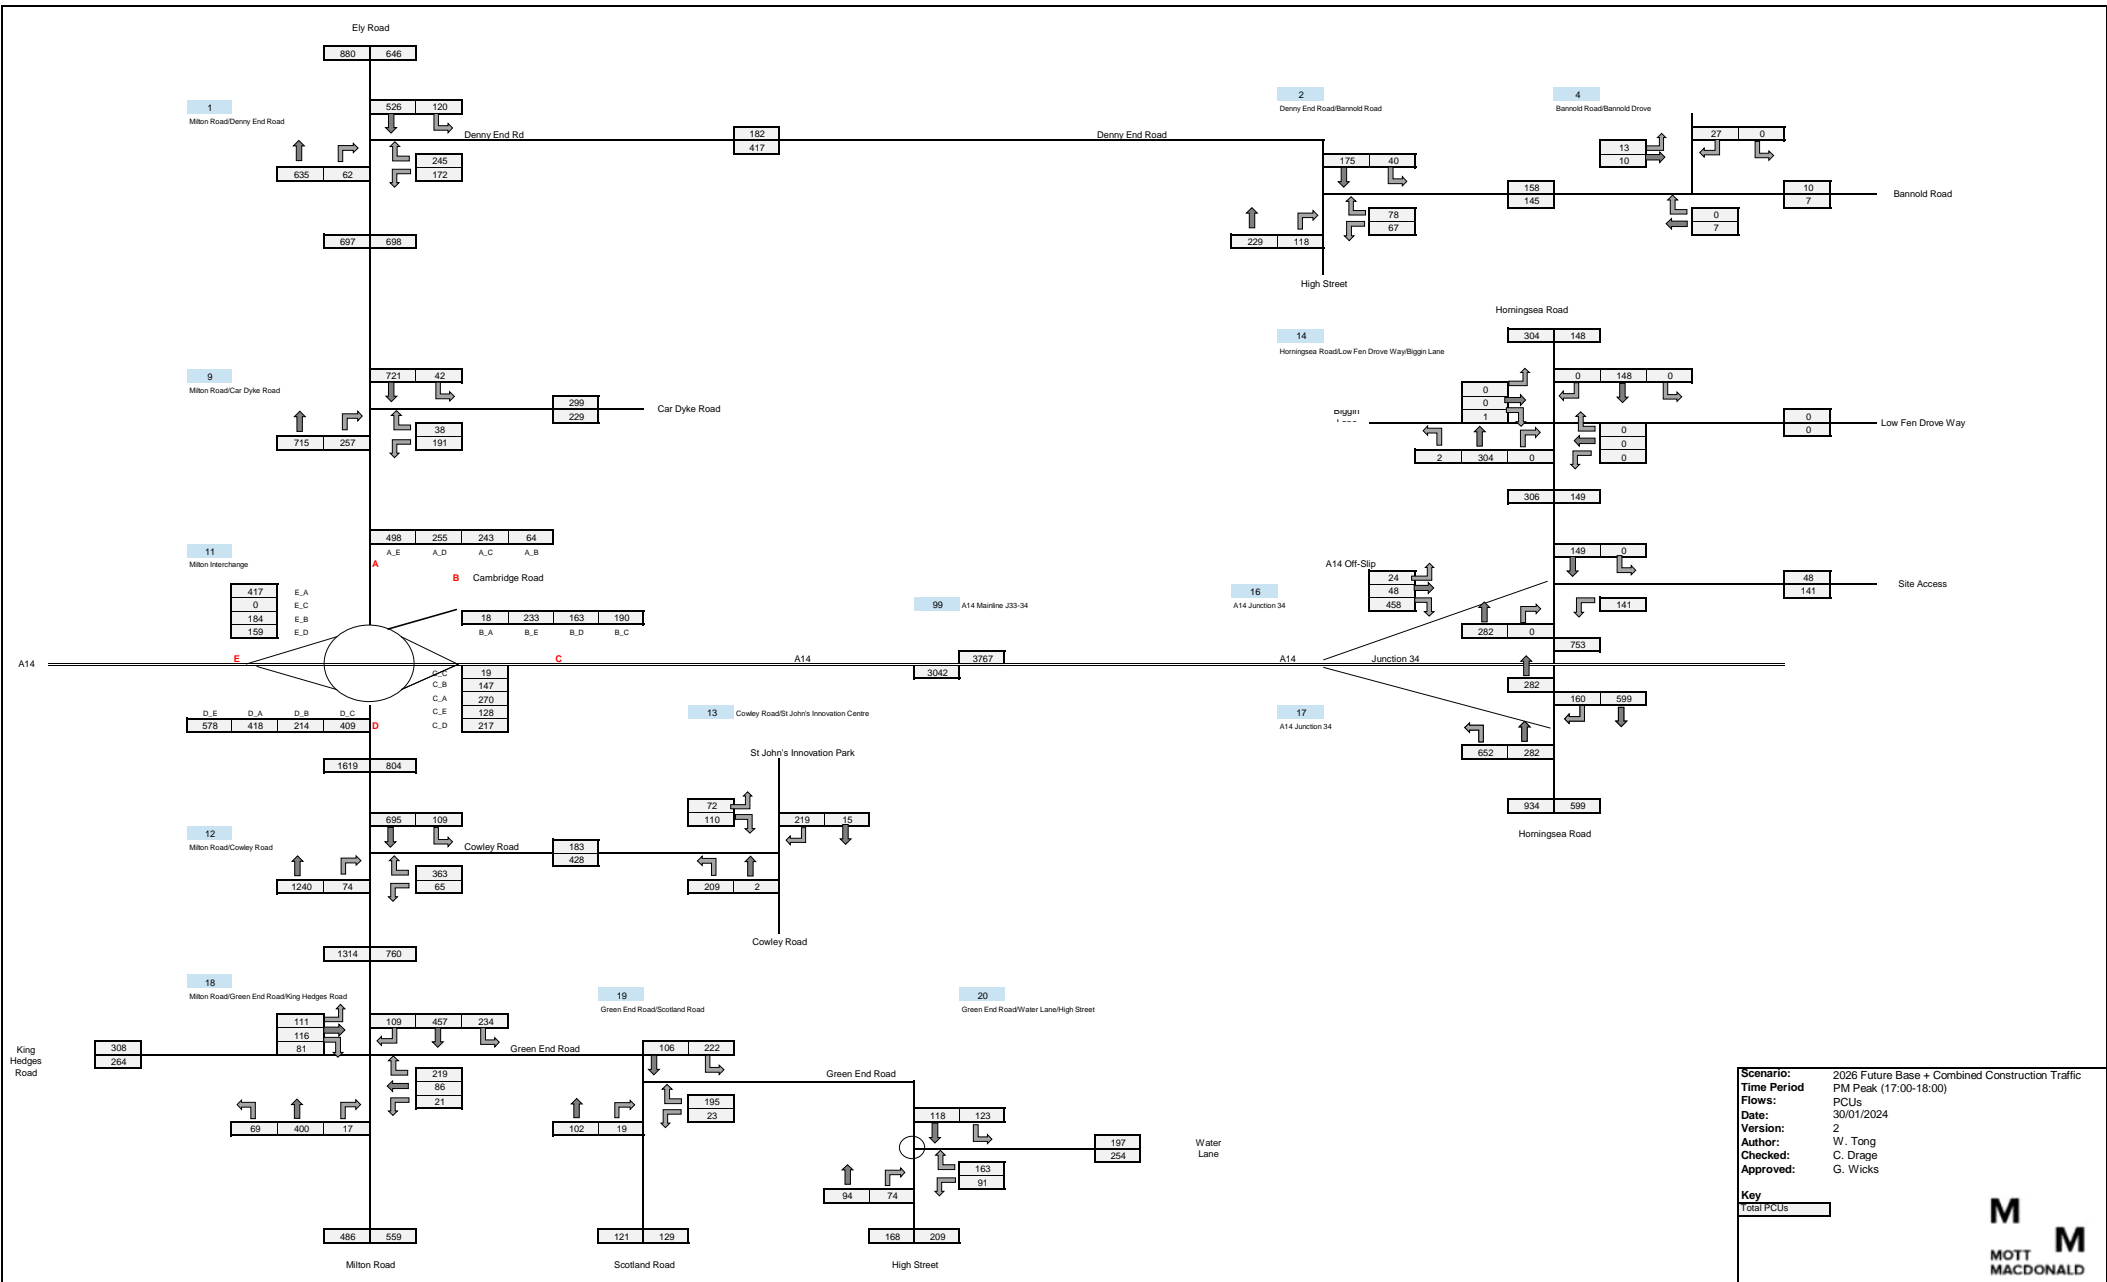 Ely Road
880 646
1
Milton Road/Denny End Road
526 120
Denny End Rd
182
417
Denny End Road
245
172
635 62
697 698
2
Denny End Road/Bannold Road
175 40
78
67
229 118
High Street
158
145
4
Bannold Road/Bannold Drove
27 0
13
10
10
7
Bannold Road
0
7
9
Milton Road/Car Dyke Road
721 42
299
229
Car Dyke Road
38
191
715 257
Horningsea Road
304 148
14
Horningsea Road/Low Fen Drove Way/Biggin Lane
0 148 0
0
0
1
0
0
Low Fen Drove Way
0
0
0
2 304 0
306 149
498 255 243 64
A_E A_D A_C A_B
11
Milton Interchange
A
B Cambridge Road
417 E_A
0 E_C
184 E_B
159 E_D
18 233 163 190
B_A B_E B_D B_C
99 A14 Mainline J33-34
16
A14 Junction 34
A14 Off-Slip
24
48
458
149 0
48
141
Site Access
141
282 0
753
A14
E
C
A14
3767
3042
A14
Junction 34
C_C 19
C_B 147
C_A 270
C_E 128
C_D 217
282
160 599
D_E D_A D_B D_C
578 418 214 409
D
17
A14 Junction 34
652 282
934 599
Horningsea Road
13 Cowley Road/St John's Innovation Centre
St John's Innovation Park
1619 804
72
110
219 15
12
Milton Road/Cowley Road
695 109
Cowley Road
183
428
363
65
1240 74
209 2
Cowley Road
1314 760
18
Milton Road/Green End Road/King Hedges Road
19
Green End Road/Scotland Road
20
Green End Road/Water Lane/High Street
111
116
81
109 457 234
King
Hedges
Road
308
264
Green End Road
106 222
Green End Road
219
86
21
69 400 17
195
23
102 19
118 123
197
254
Water
Lane
163
91
94 74
486 559
Milton Road
121 129
Scotland Road
168 209
High Street
Scenario: 2026 Future Base + Combined Construction Traffic
Time Period PM Peak (17:00-18:00)
Flows: PCUs
Date: 30/01/2024
Version: 2
Author: W. Tong
Checked: C. Drage
Approved: G. Wicks
Key
Total PCUs
M
M
MOTT
MACDONALD